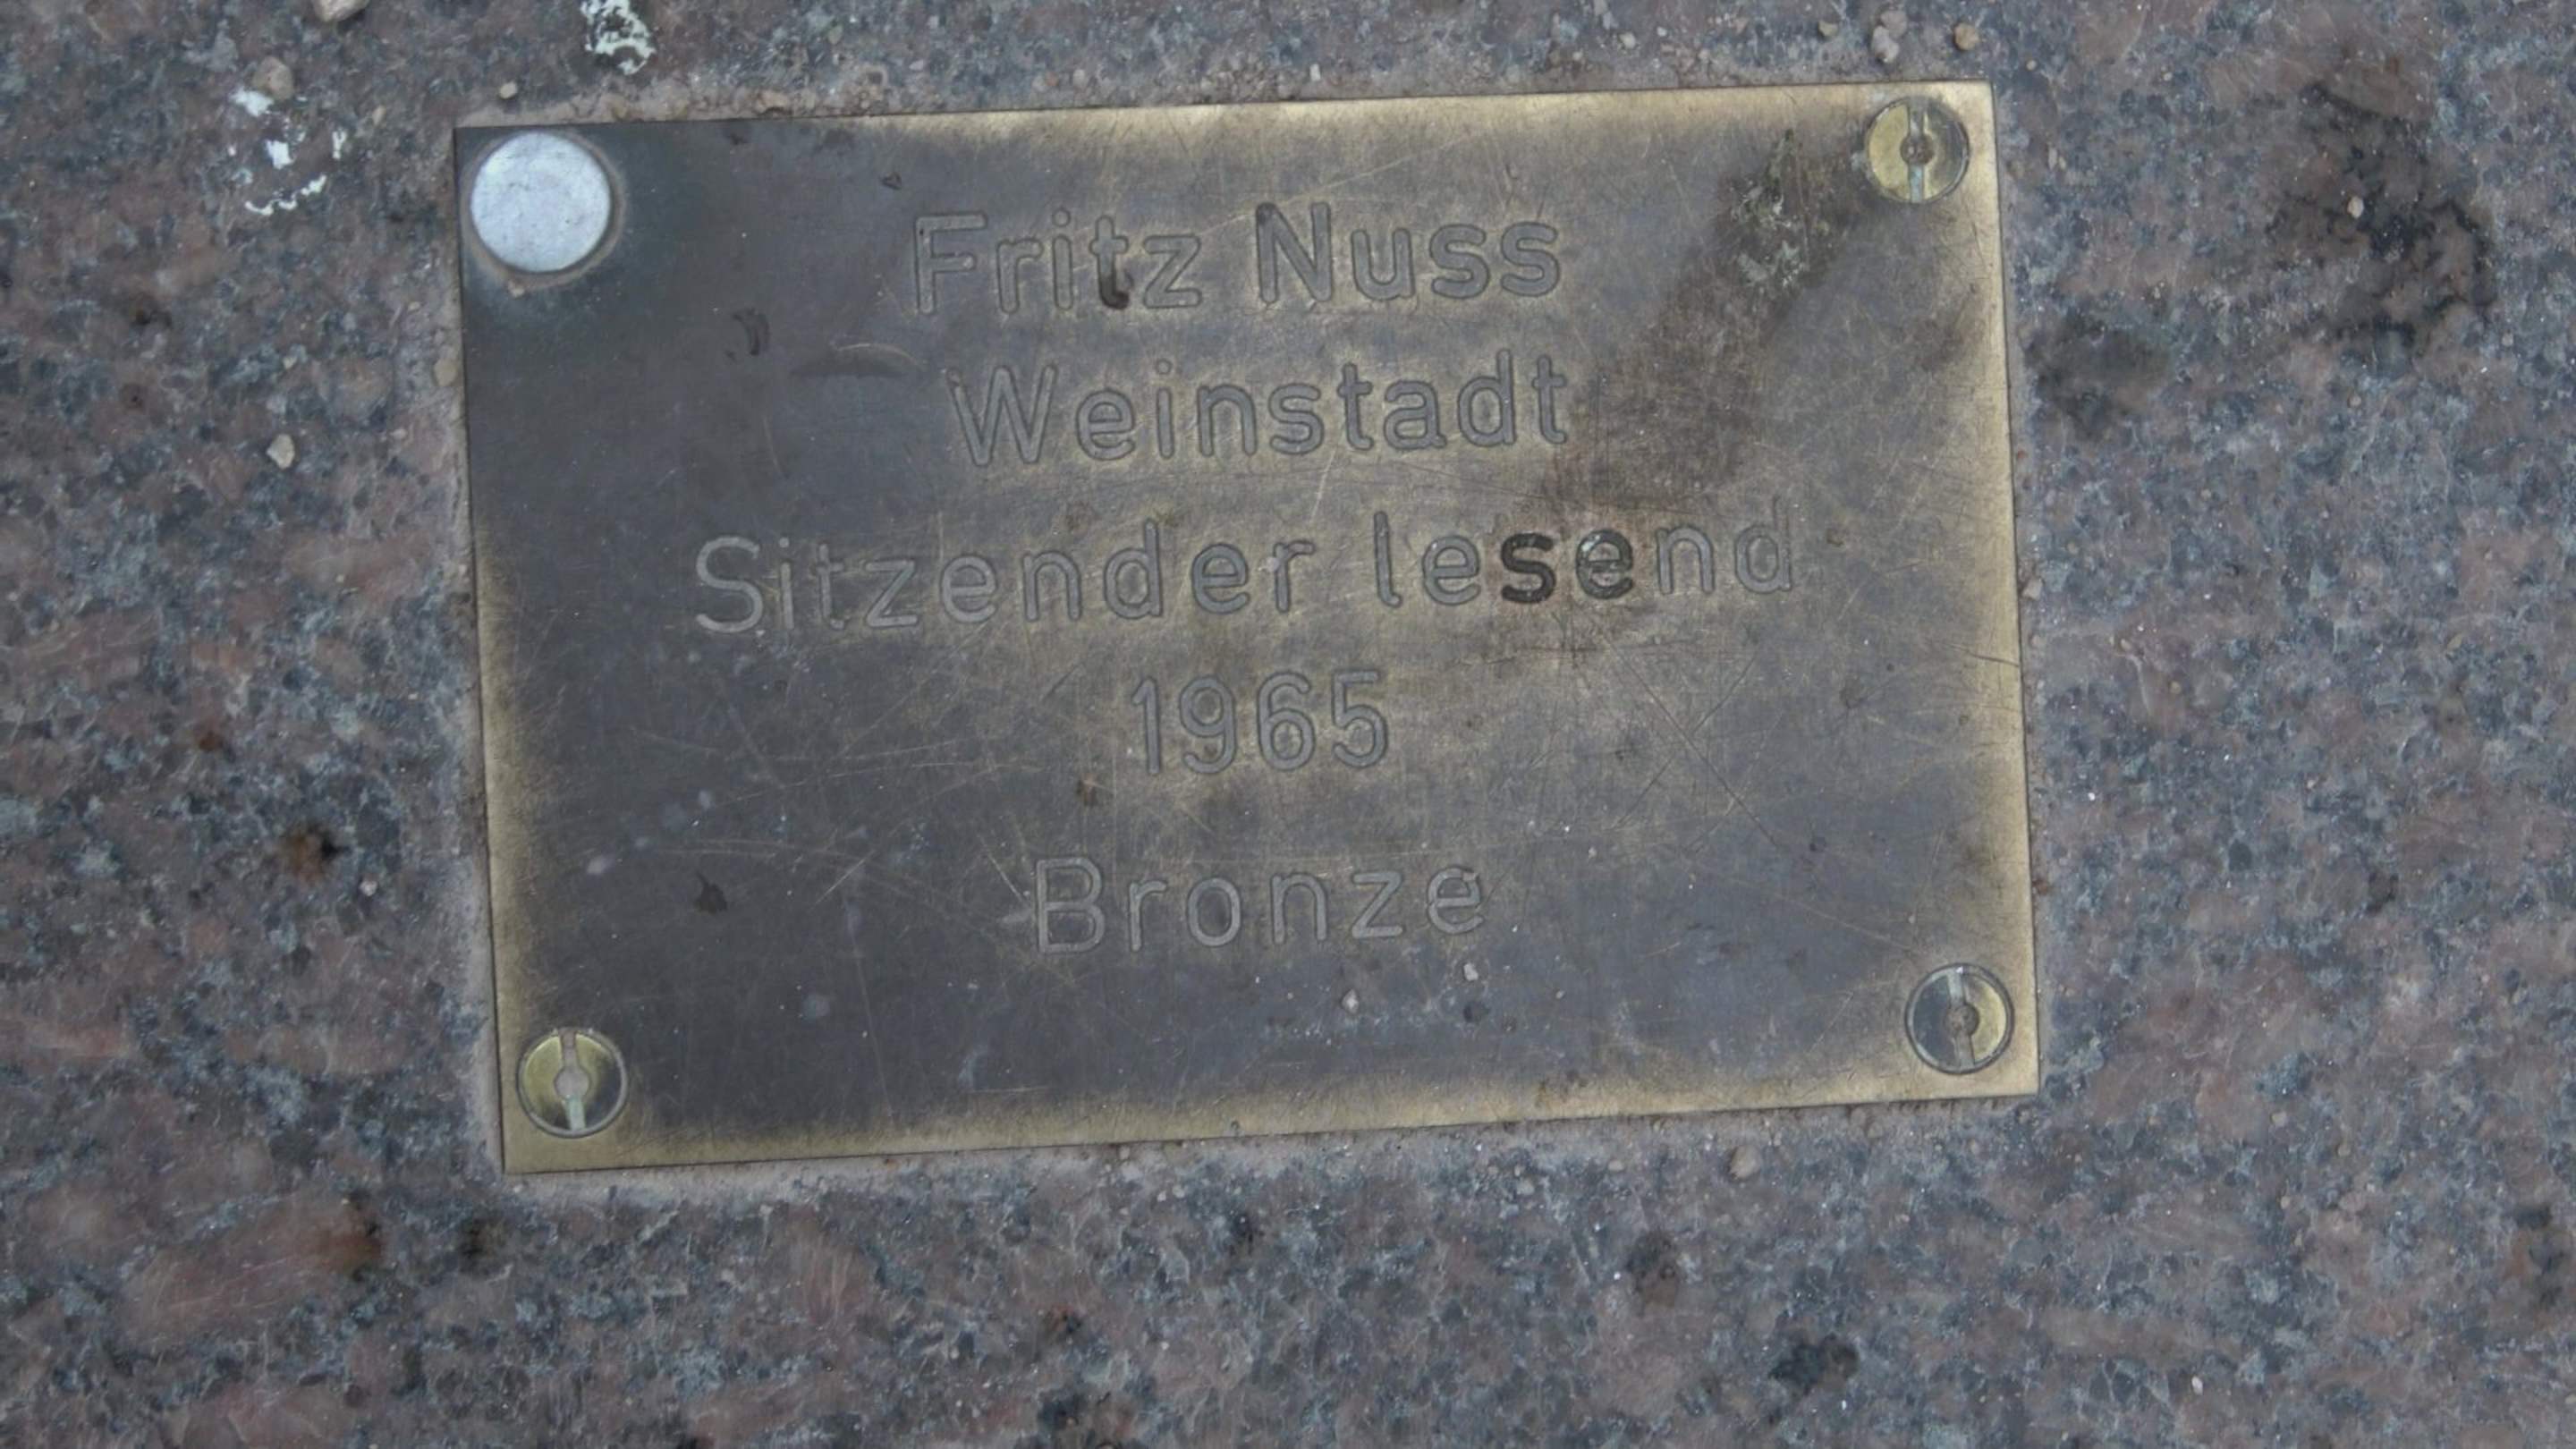 Fritz Nuss
Weinstadt
Sitzender lesend
1965
Bronze